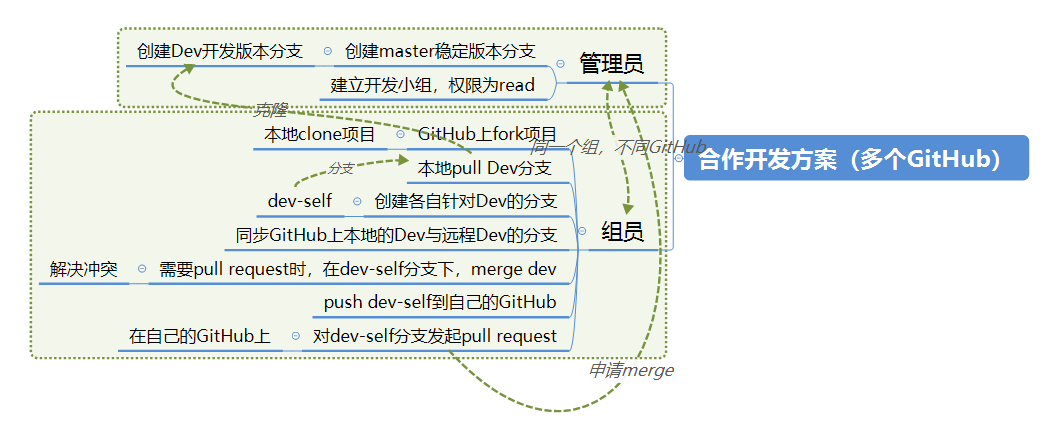 创建Dev开发版本分支
创建master稳定版本分支
管理员
建立开发小组，权限为read
克隆
本地clone项目
GitHub上fork项目
同一个组，不同GitHub
合作开发方案（多个GitHub）
分支
本地pull Dev分支
dev-self
创建各自针对Dev的分支
组员
同步GitHub上本地的Dev与远程Dev的分支
解决冲突
需要pull request时，在dev-self分支下，merge dev
push dev-self到自己的GitHub
在自己的GitHub上
对dev-self分支发起pull request
申请merge